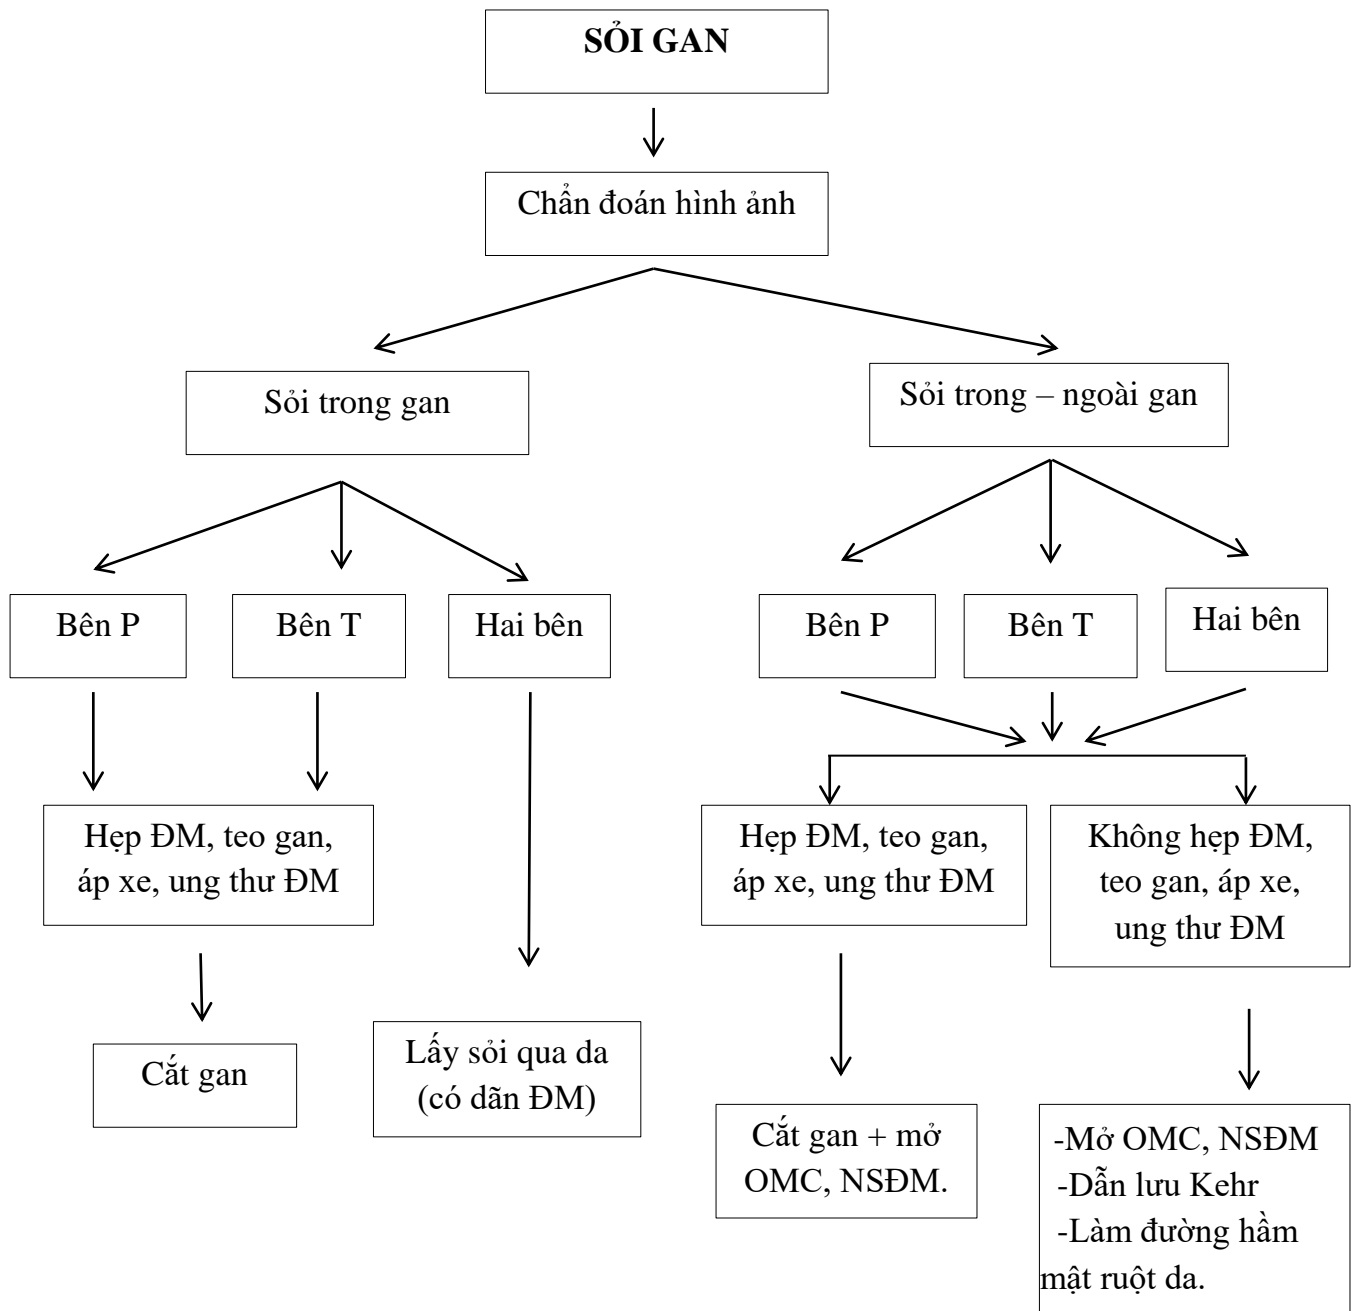 SỎI GAN
Chẩn đoán hình ảnh
Sỏi trong gan
Sỏi trong – ngoài gan
Bên P
Bên T
Hai bên
Bên P
Bên T
Hai bên
Hẹp ĐM, teo gan,
áp xe, ung thư ĐM
Hẹp ĐM, teo gan,
áp xe, ung thư ĐM
Không hẹp ĐM,
teo gan, áp xe,
ung thư ĐM
Cắt gan
Lấy sỏi qua da
(có dãn ĐM)
Cắt gan + mở
OMC, NSĐM.
-Mở OMC, NSĐM
-Dẫn lưu Kehr
-Làm đường hầm
mật ruột da.